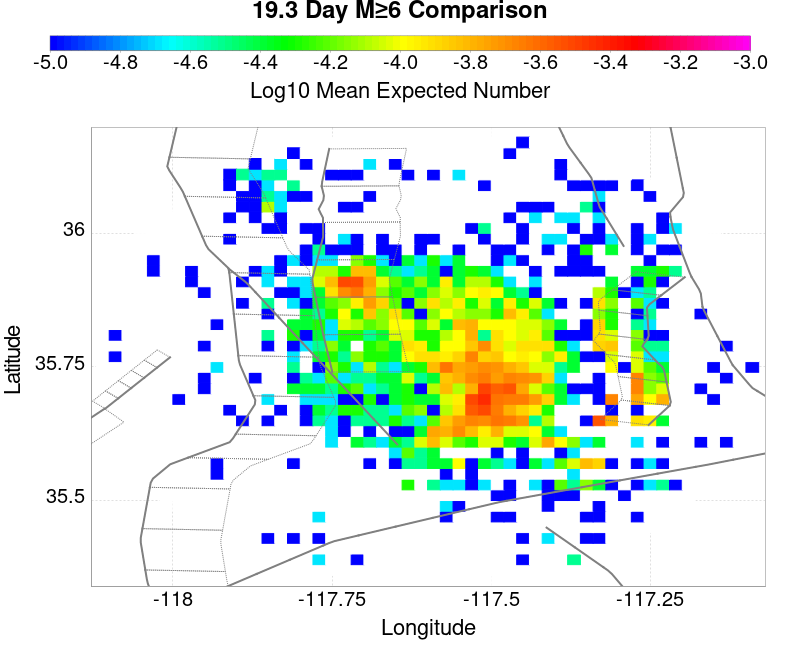 19.3 Day M≥6 Comparison
-5.0 -4.8 -4.6 -4.4 -4.2 -4.0 -3.8 -3.6 -3.4 -3.2 -3.0
Log10 Mean Expected Number
36
35.75
35.5
Latitude
-118 -117.75 -117.5 -117.25
Longitude